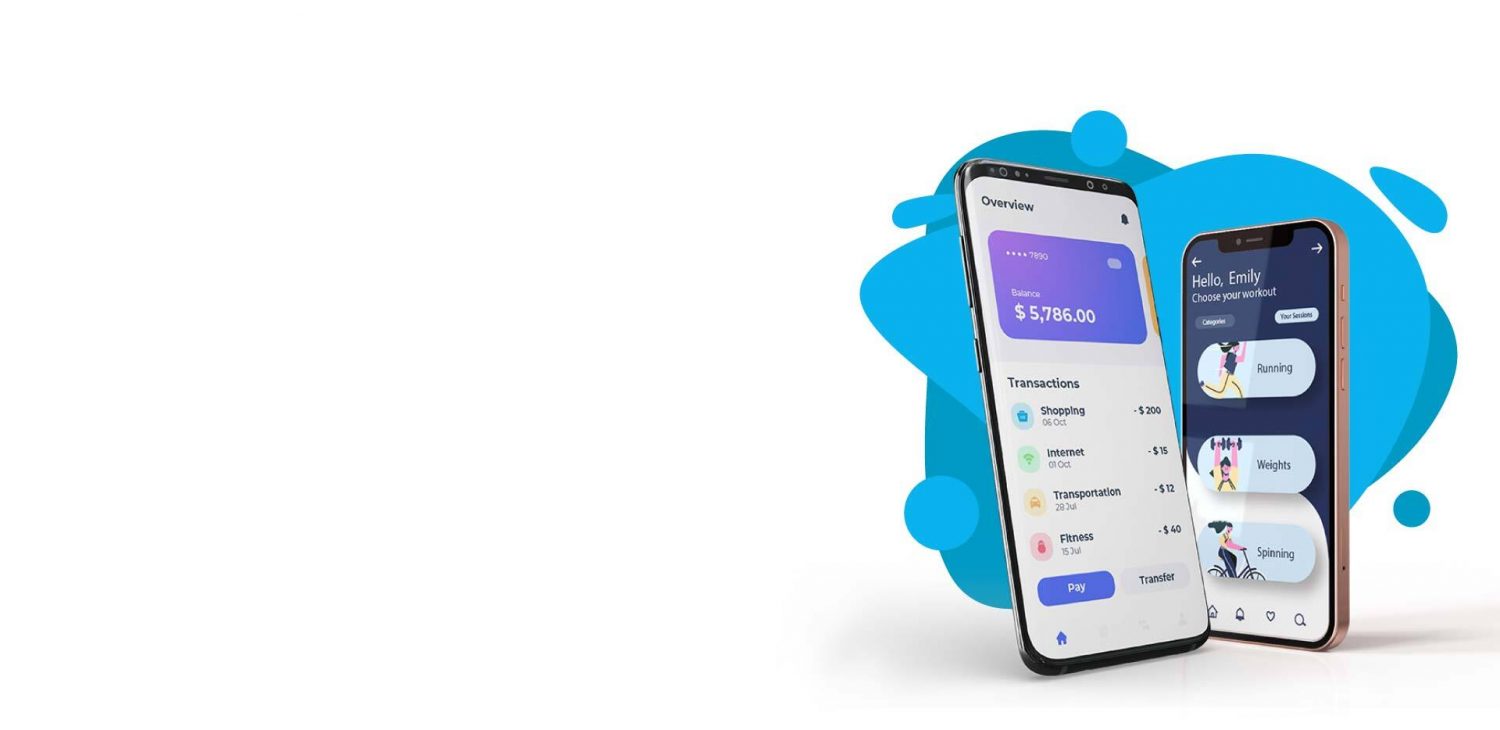 Overview
•••• 7890
Balance
$ 5,786.00
Transactions
Shopping
- $ 200
06 Oct
Internet
- $ 15
01 Oct
Transportation
- $ 12
28 Jul
Fitness
- $ 40
15 Jul
Pay
Transfer
Hello, Emily
Choose your workout
Categories
Your Sessions
Running
Weights
Spinning